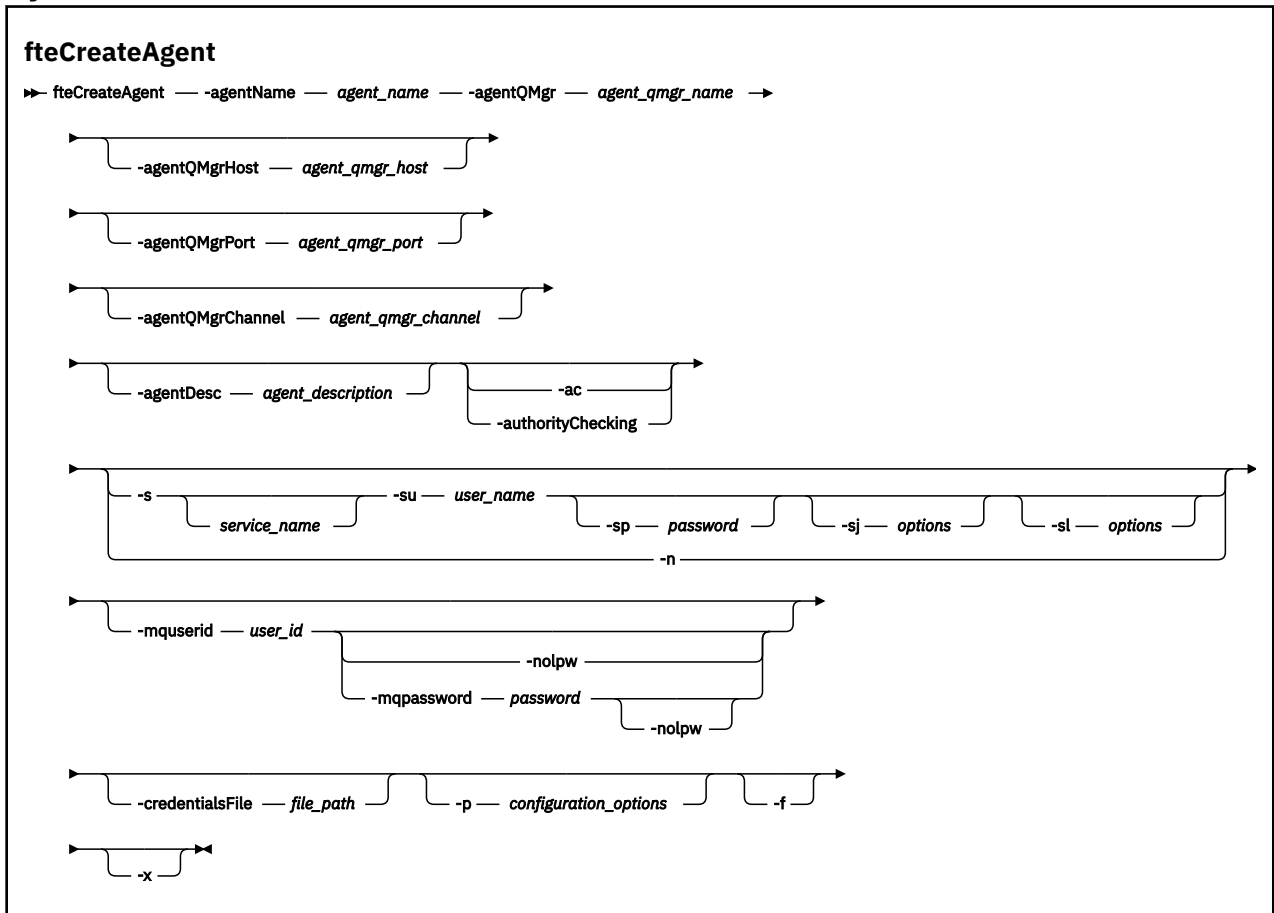 fteCreateAgent
fteCreateAgent -agentName agent_name -agentQMgr agent_qmgr_name
-agentQMgrHost agent_qmgr_host
-agentQMgrPort agent_qmgr_port
-agentQMgrChannel agent_qmgr_channel
-agentDesc agent_description -ac
-authorityChecking
-s -su user_name
service_name -sp password -sj options -sl options
-n
-mquserid user_id
-nolpw
-mqpassword password
-nolpw
-credentialsFile file_path -p configuration_options -f
-x